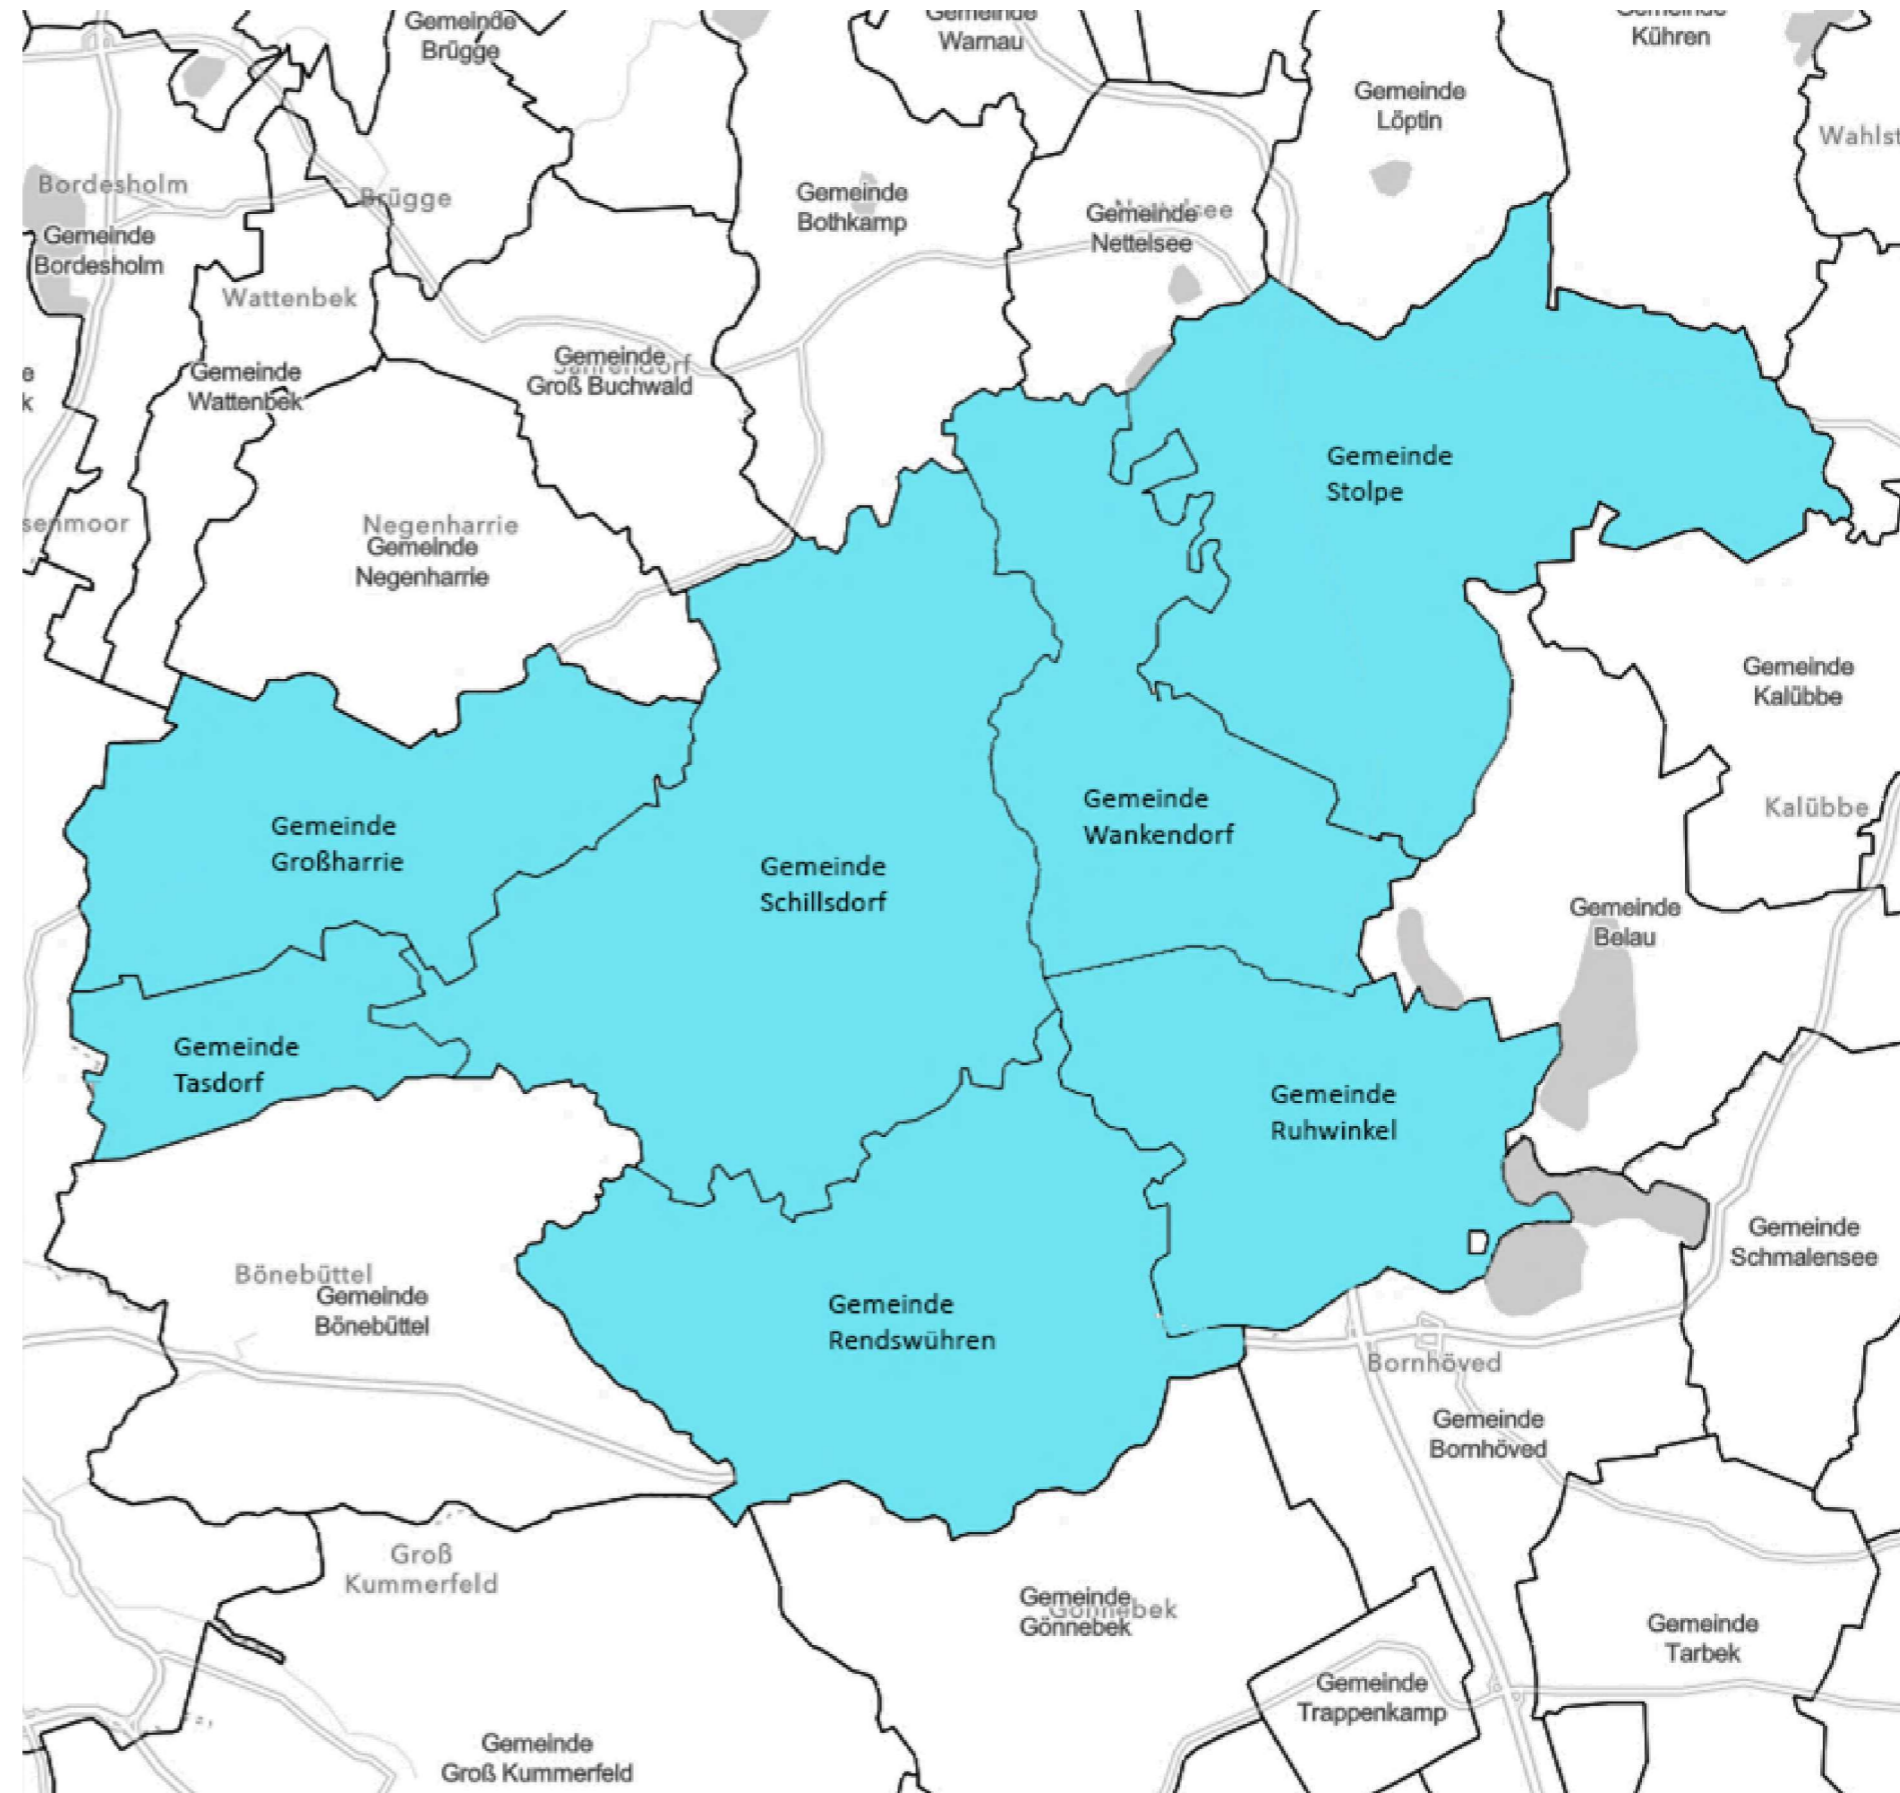 Gemeinde
Brügge
Gemeinde
Warnau
Gemeinde
Kühren
Gemeinde
Löptin
Wahlst
Bordesholm
Brügge
Gemeinde
Bothkamp
Gemeinde
Nettelsee
Gemeinde
Bordesholm
Wattenbek
Gemeinde
Wattenbek
Gemeinde
Groß Buchwald
e
k
Gemeinde
Stolpe
senmoor
Negenharrie
Gemeinde
Negenharrie
Gemeinde
Kalübbe
Kalübbe
Gemeinde
Wankendorf
Gemeinde
Großharrie
Gemeinde
Schillsdorf
Gemeinde
Belau
Gemeinde
Tasdorf
Gemeinde
Ruhwinkel
Gemeinde
Schmalensee
Bönebüttel
Gemeinde
Bönebüttel
Gemeinde
Rendswühren
Bornhöved
Gemeinde
Bornhöved
Groß
Kummerfeld
Gemeinde
Gönnebek
Gönnebek
Gemeinde
Tarbek
Gemeinde
Trappenkamp
Gemeinde
Groß Kummerfeld